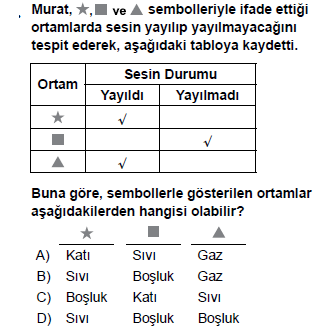 , Murat, ★, ■ ve ▲ sembolleriyle ifade ettiği
ortamlarda sesin yayılıp yayılmayacağını
tespit ederek, aşağıdaki tabloya kaydetti.
Ortam Sesin Durumu
Yayıldı Yayılmadı
★ √
■ √
▲ √
Buna göre, sembollerle gösterilen ortamlar
aşağıdakilerden hangisi olabilir?
★ ■ ▲
A) Katı Sıvı Gaz
B) Sıvı Boşluk Gaz
C) Boşluk Katı Sıvı
D) Sıvı Boşluk Boşluk